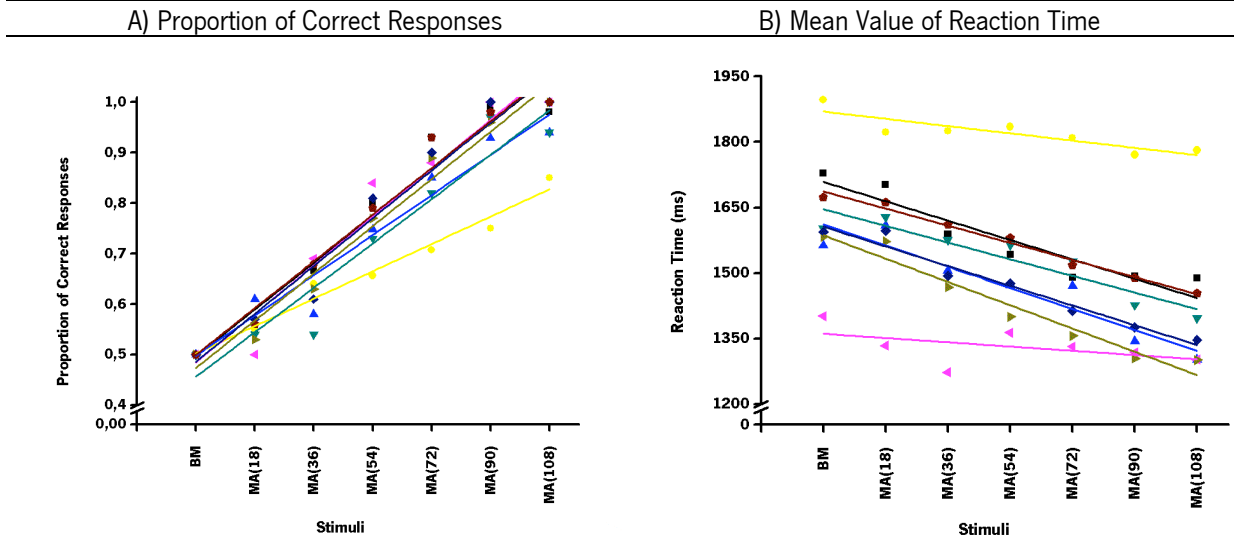 A) Proportion of Correct Responses
B) Mean Value of Reaction Time
Proportion of Correct Responses
1,0
0,9
0,8
0,7
0,6
0,5
0,4
0,00
BM
MA(18)
MA(36)
MA(54)
MA(72)
MA(90)
MA(108)
Stimuli
Reaction Time (ms)
1950
1800
1650
1500
1350
1200
0
BM
MA(18)
MA(36)
MA(54)
MA(72)
MA(90)
MA(108)
Stimuli